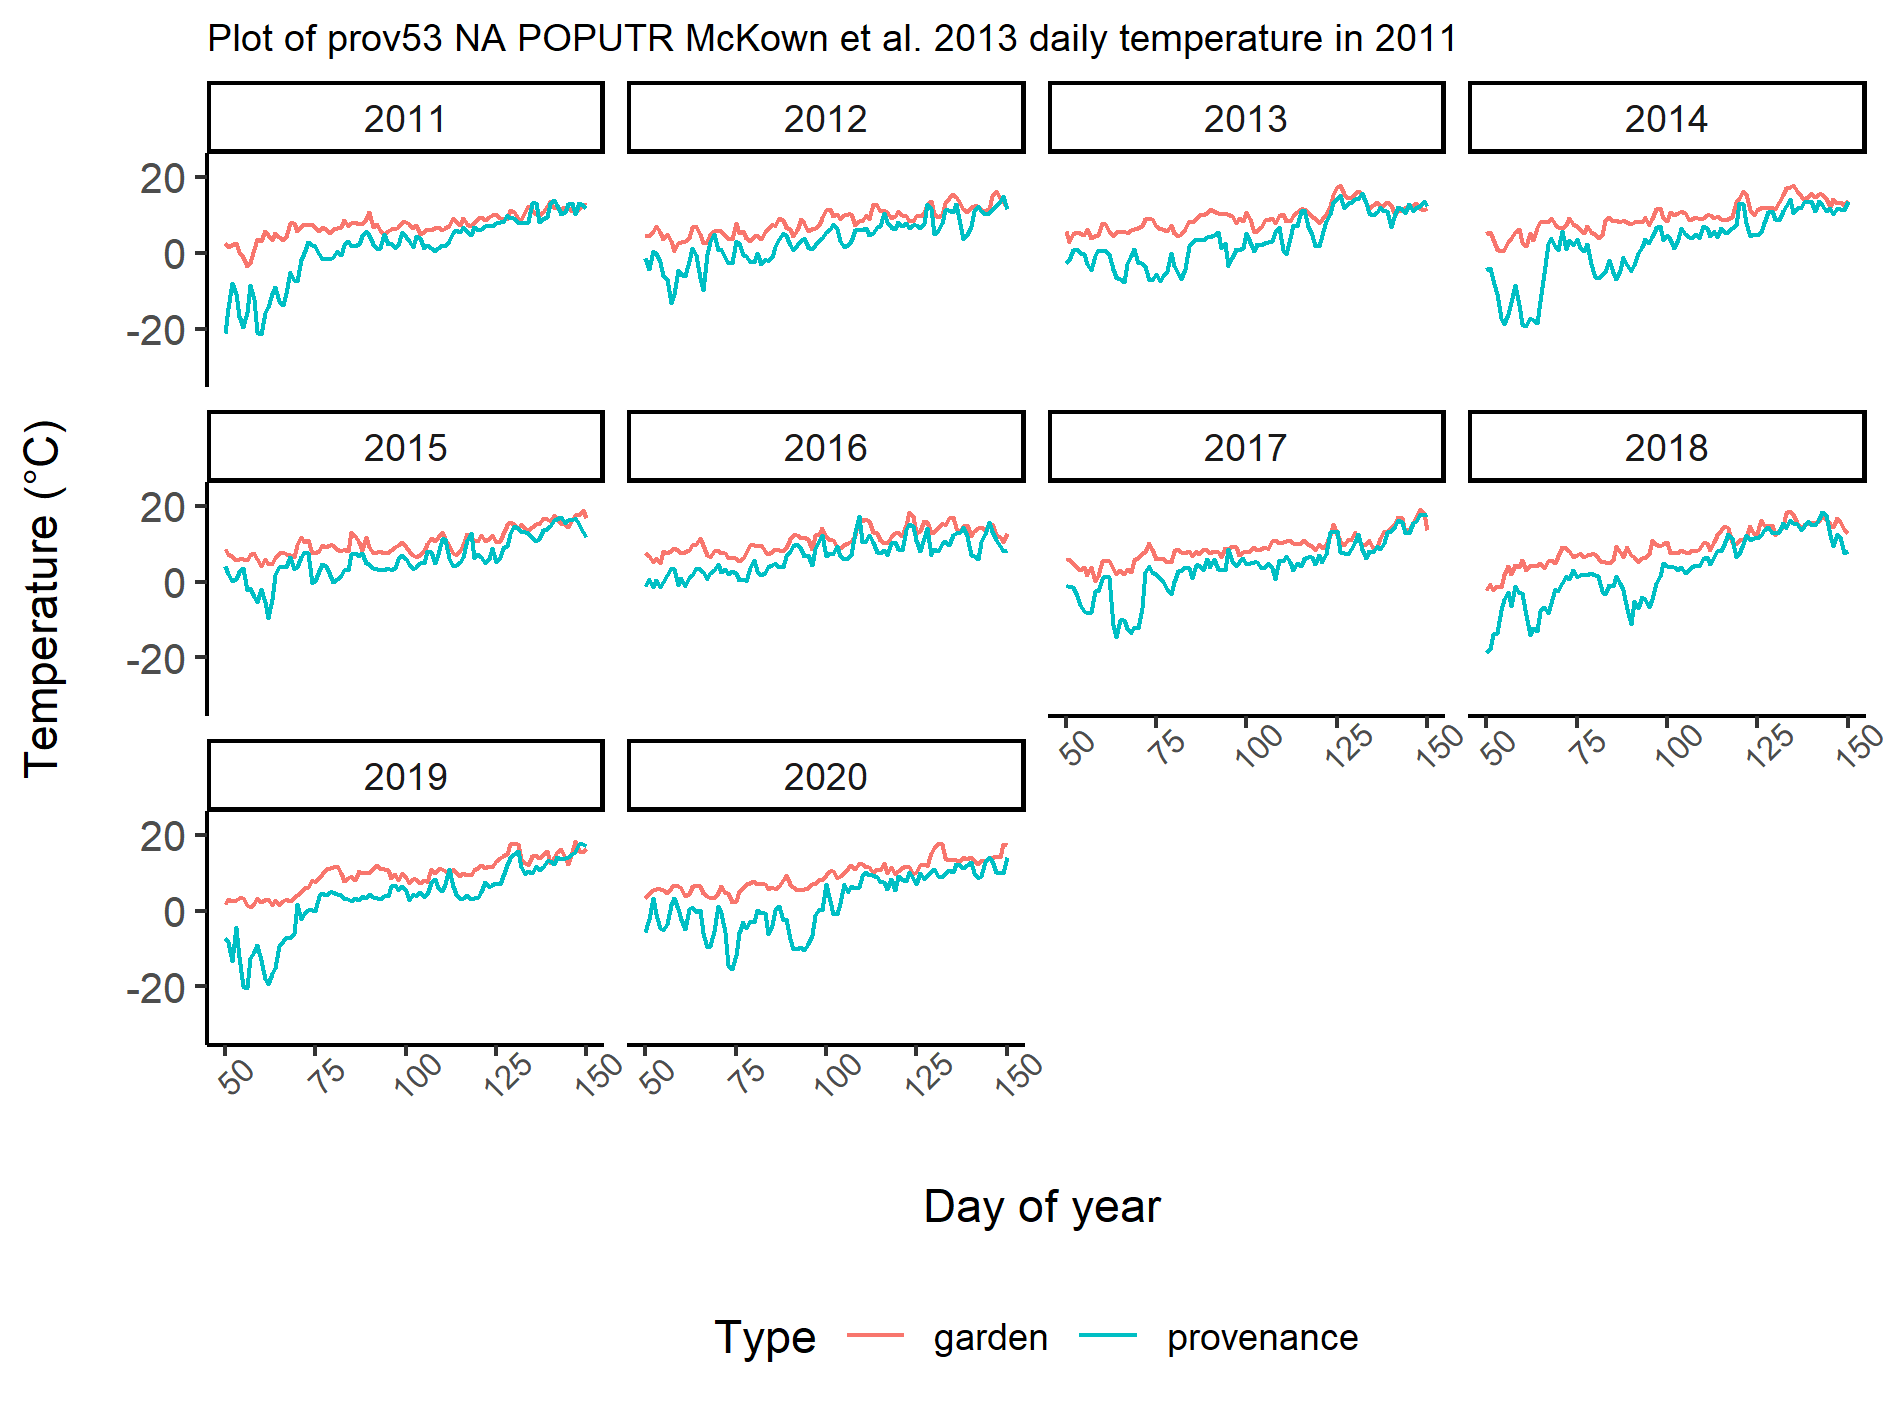 Plot of prov53 NA POPUTR McKown et al. 2013 daily temperature in 2011
2011 2012 2013 2014
20
0
-20
2015 2016 2017 2018
20
0
-20
50 75 100 125 150 50 75 100 125 150
2019 2020
20
0
-20
50 75 100 125 150 50 75 100 125 150
Temperature (°C)
Day of year
Type garden provenance